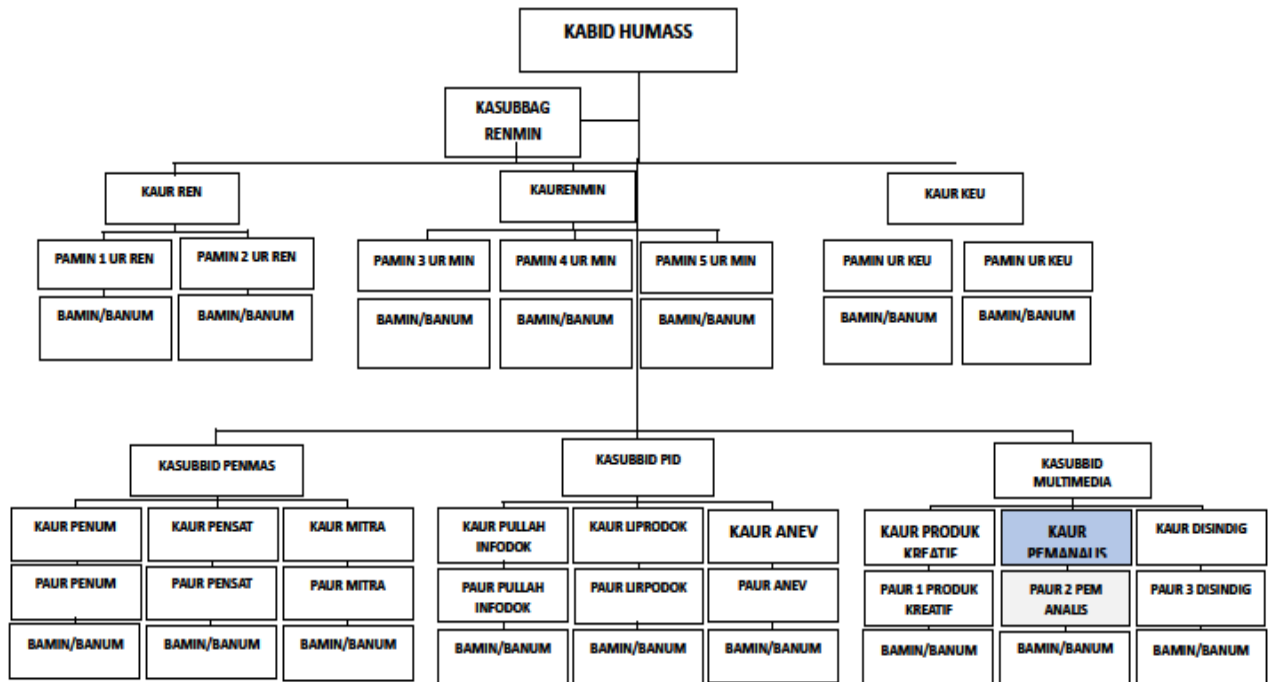 KABID HUMASS
KASUBBAG
RENMIN
KAUR REN
KAURENMIN
KAUR KEU
PAMIN 1 UR REN
PAMIN 2 UR REN
PAMIN 3 UR MIN
PAMIN 4 UR MIN
PAMIN 5 UR MIN
PAMIN UR KEU
PAMIN UR KEU
BAMIN/BANUM
BAMIN/BANUM
BAMIN/BANUM
BAMIN/BANUM
BAMIN/BANUM
BAMIN/BANUM
BAMIN/BANUM
KASUBBID PENMAS
KASUBBID PID
KASUBBID
MULTIMEDIA
KAUR PENUM
KAUR PENSAT
KAUR MITRA
KAUR PULLAH
INFODOK
KAUR LIPRODOK
KAUR ANEV
KAUR PRODUK
KREATIF
KAUR
PEMANALIS
KAUR DISINDIG
PAUR PENUM
PAUR PENSAT
PAUR MITRA
PAUR PULLAH
INFODOK
PAUR LIRPODOK
PAUR ANEV
PAUR 1 PRODUK
KREATIF
PAUR 2 PEM
ANALIS
PAUR 3 DISINDIG
BAMIN/BANUM
BAMIN/BANUM
BAMIN/BANUM
BAMIN/BANUM
BAMIN/BANUM
BAMIN/BANUM
BAMIN/BANUM
BAMIN/BANUM
BAMIN/BANUM